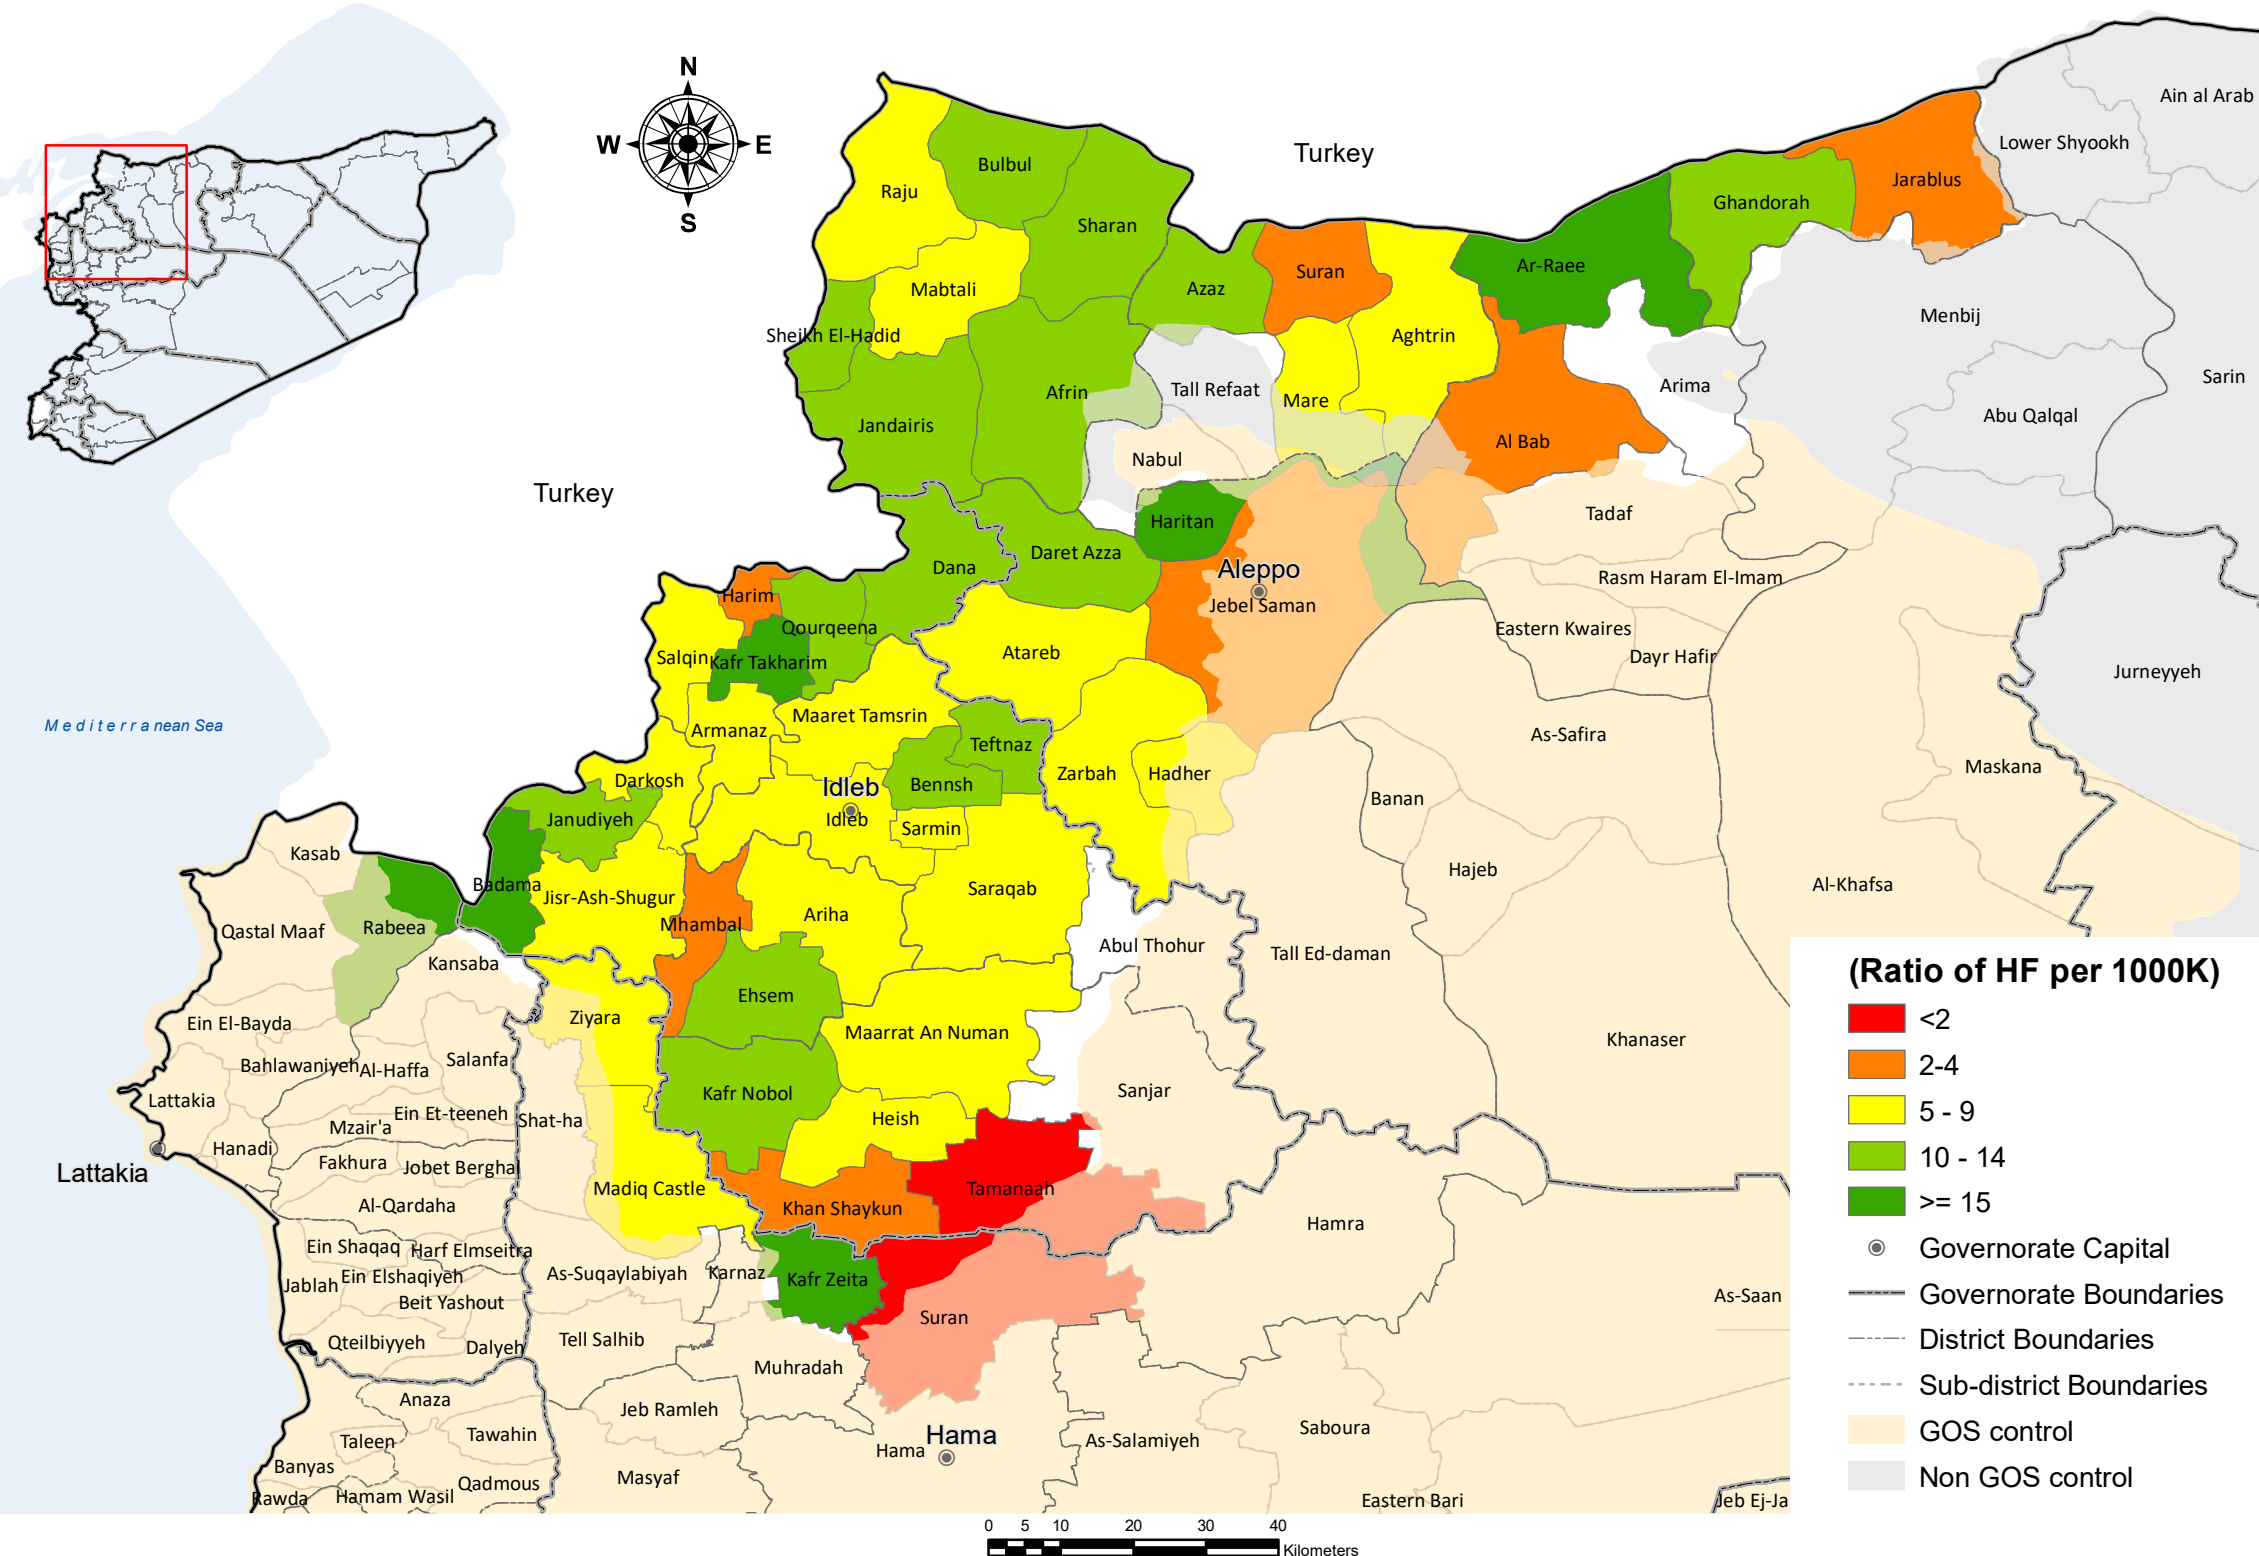 N
W
E
S
Turkey
Turkey
Mediterranean Sea
Ain al Arab
Lower Shyookh
Jarablus
Ghandorah
Bulbul
Raju
Sharan
Ar-Raee
Suran
Azaz
Mabtali
Menbij
Sheikh El-Hadid
Aghtrin
Sarin
Arima
Tall Refaat
Afrin
Mare
Abu Qalqal
Jandairis
Al Bab
Nabul
Tadaf
Haritan
Daret Azza
Dana
Aleppo
Rasm Haram El-Imam
Harim
Jebel Saman
Qourqeena
Eastern Kwaires
Atareb
Salqin
Kafr Takharim
Dayr Hafir
Jurneyyeh
Maaret Tamsrin
Armanaz
As-Safira
Teftnaz
Maskana
Zarbah
Hadher
Darkosh
Bennsh
Idleb
Banan
Idleb
Janudiyeh
Sarmin
Kasab
Hajeb
Badama
Jisr-Ash-Shugur
Saraqab
Al-Khafsa
Ariha
Mhambal
Rabeea
Qastal Maaf
Abul Thohur
Tall Ed-daman
Kansaba
Ehsem
Ziyara
Ein El-Bayda
Maarrat An Numan
Khanaser
Salanfa
Bahlawaniyeh
Al-Haffa
Kafr Nobol
Sanjar
Lattakia
Ein Et-teeneh
Shat-ha
Heish
Mzair'a
Hanadi
Fakhura
Jobet Berghal
Lattakia
Madiq Castle
Tamanaah
Al-Qardaha
Khan Shaykun
Hamra
Ein Shaqaq
Harf Elmseitra
As-Suqaylabiyah
Karnaz
Kafr Zeita
Jablah
Ein Elshaqiyeh
As-Saan
Beit Yashout
Suran
Qteilbiyyeh
Dalyeh
Tell Salhib
Muhradah
Anaza
Jeb Ramleh
Saboura
Taleen
Tawahin
Hama
Hama
As-Salamiyeh
Banyas
Qadmous
Masyaf
Rawda
Hamam Wasil
Eastern Bari
Jeb Ej-Ja
(Ratio of HF per 1000K)
<2
2-4
5 - 9
10 - 14
>= 15
Governorate Capital
Governorate Boundaries
District Boundaries
Sub-district Boundaries
GOS control
Non GOS control
0 5 10 20 30 40
Kilometers